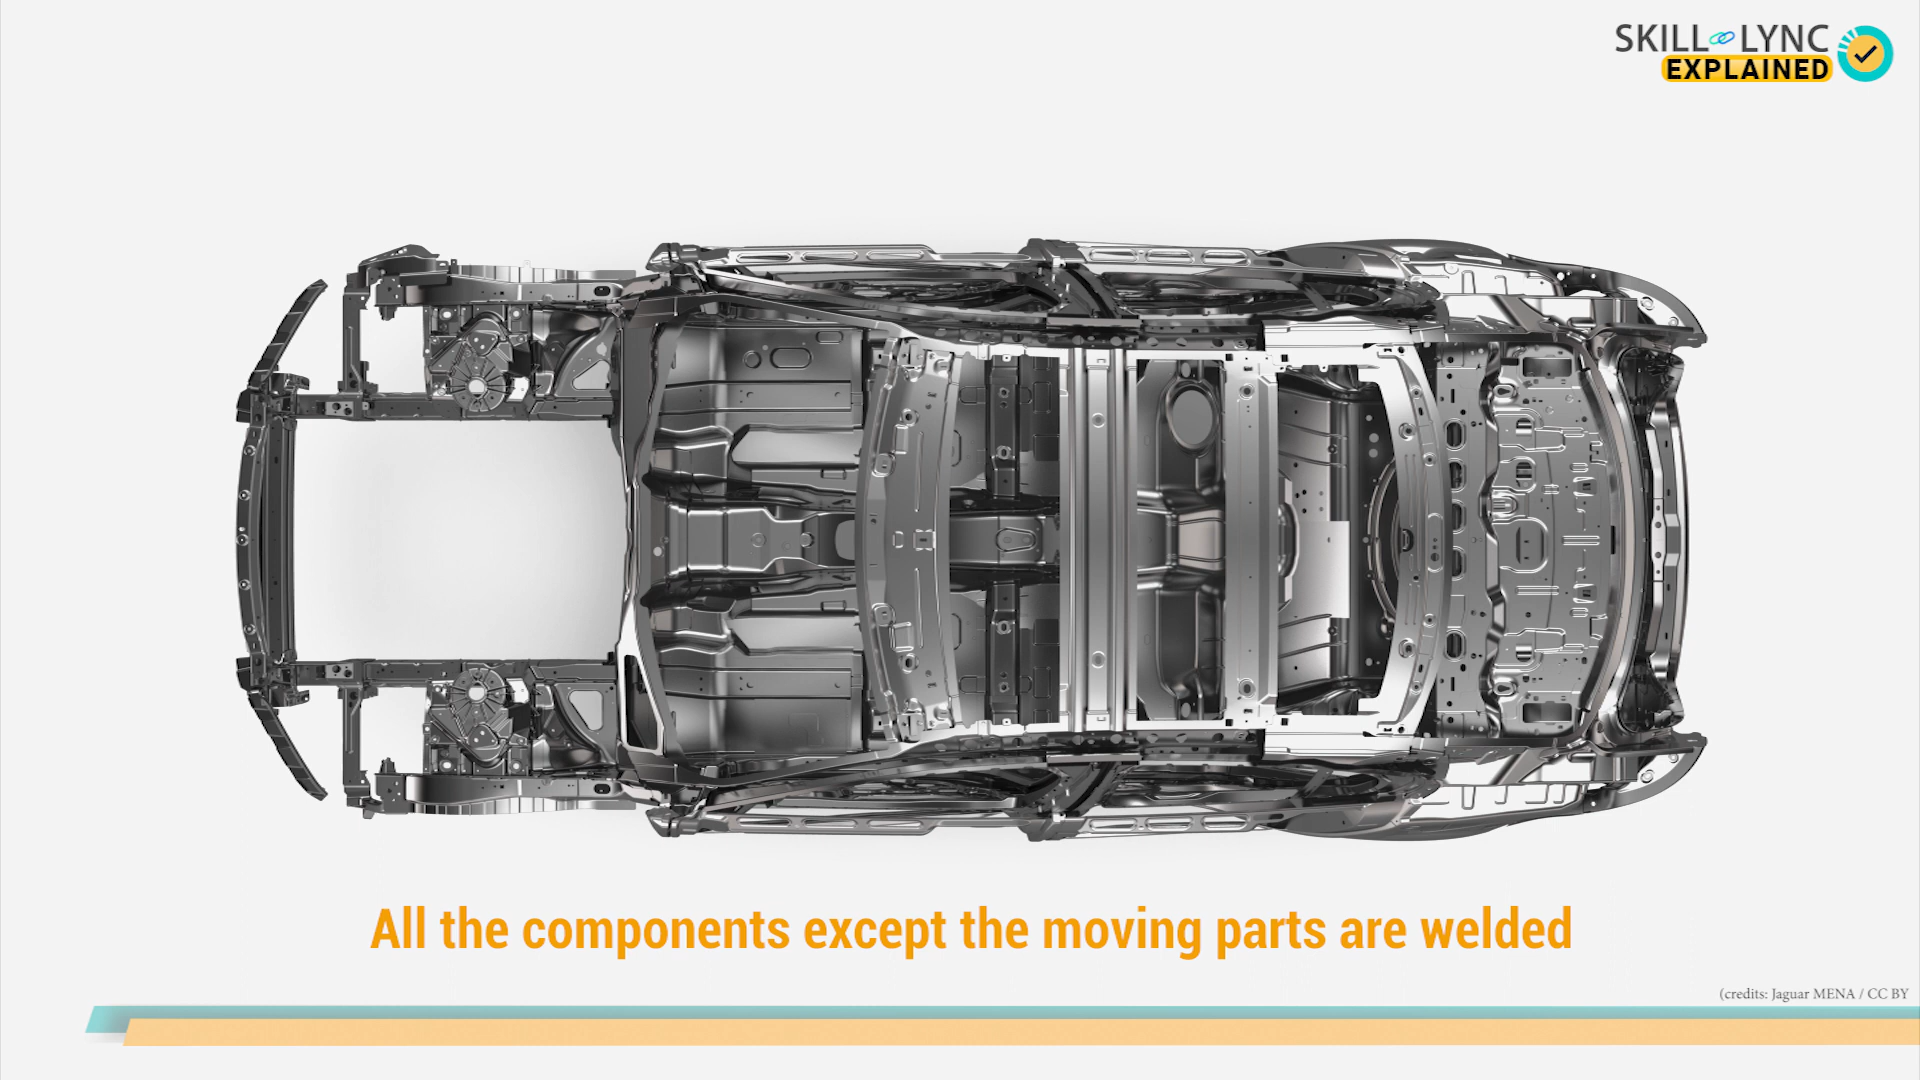 SKILL LYNC
EXPLAINED
All the components except the moving parts are welded
(credits: Jaguar MENA / CC BY